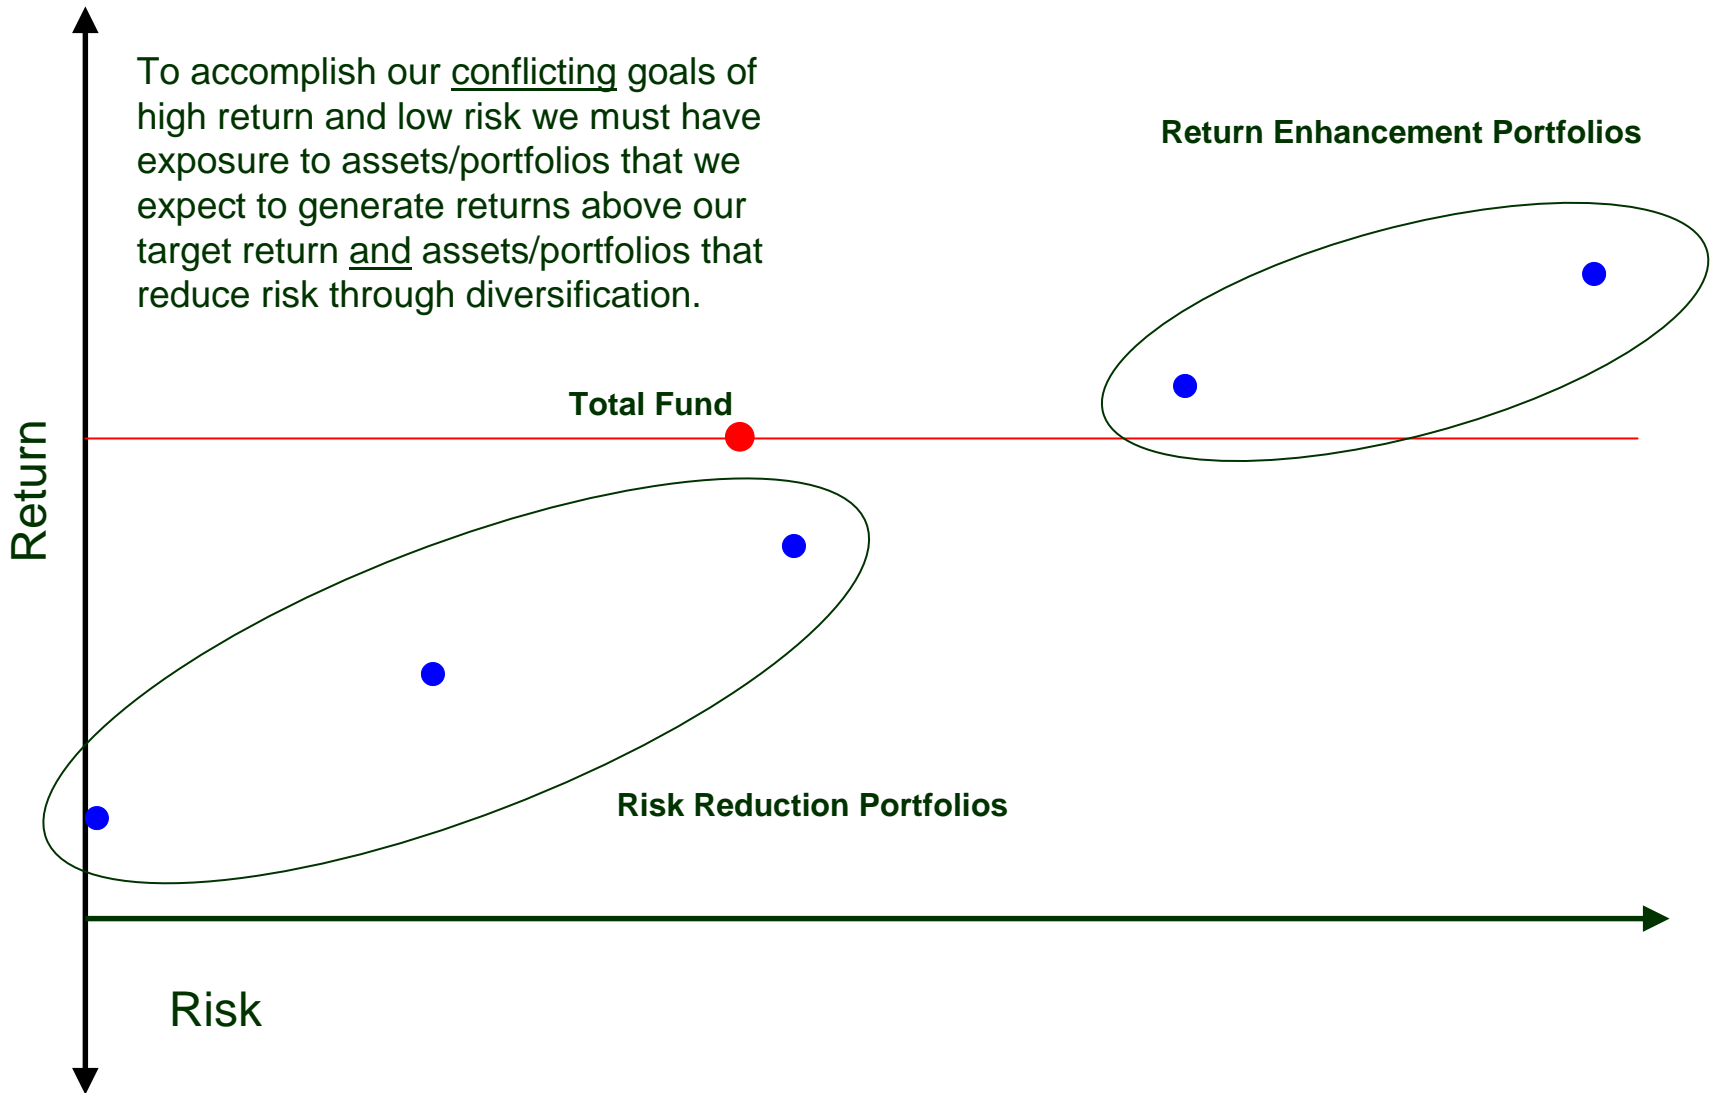 To accomplish our conflicting goals of
high return and low risk we must have
exposure to assets/portfolios that we
expect to generate returns above our
target return and assets/portfolios that
reduce risk through diversification.
Return Enhancement Portfolios
Total Fund
Return
Risk Reduction Portfolios
Risk